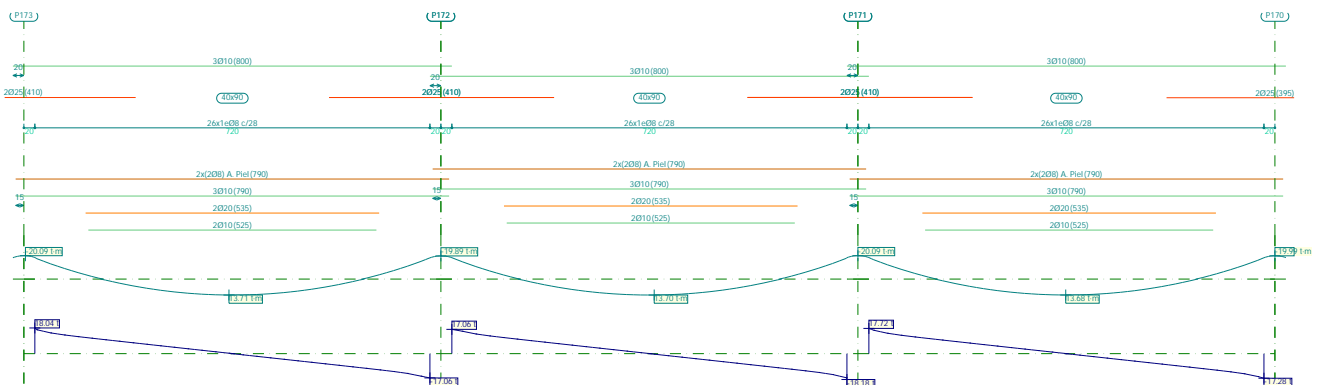 P173 P172 P171 P170
3Ø10(800) 3Ø10(800)
20 20
3Ø10(800)
20
2Ø25(410) 40x90 2Ø25(410) 40x90 2Ø25(410) 40x90 2Ø25(395)
26x1eØ8 c/28 26x1eØ8 c/28 26x1eØ8 c/28
20 720 20 20 720 20 20 720 20
2x(2Ø8) A. Piel(790)
2x(2Ø8) A. Piel(790) 2x(2Ø8) A. Piel(790)
3Ø10(790)
3Ø10(790) 15 3Ø10(790)
15 15
2Ø20(535)
2Ø20(535) 2Ø20(535)
2Ø10(525)
2Ø10(525) 2Ø10(525)
-20.09 t·m -19.89 t·m -20.09 t·m -19.99 t·m
13.71 t·m 13.70 t·m 13.68 t·m
18.04 t 17.06 t 17.72 t
-17.06 t -18.18 t -17.28 t